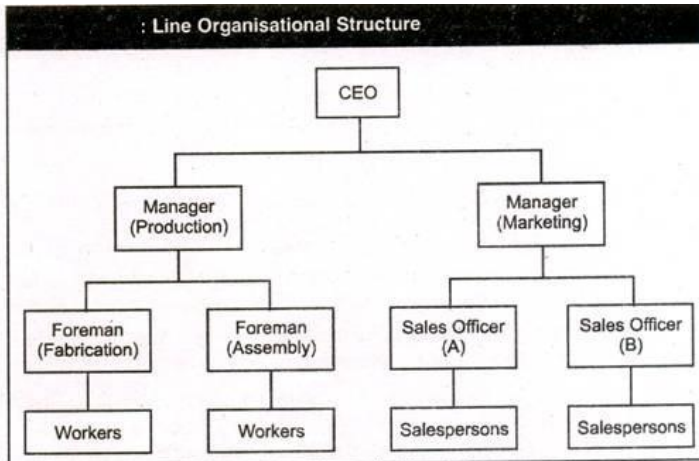 : Line Organisational Structure
CEO
Manager
(Production)
Manager
(Marketing)
Foreman
(Fabrication)
Foreman
(Assembly)
Sales Officer
(A)
Sales Officer
(B)
Workers
Workers
Salespersons
Salespersons